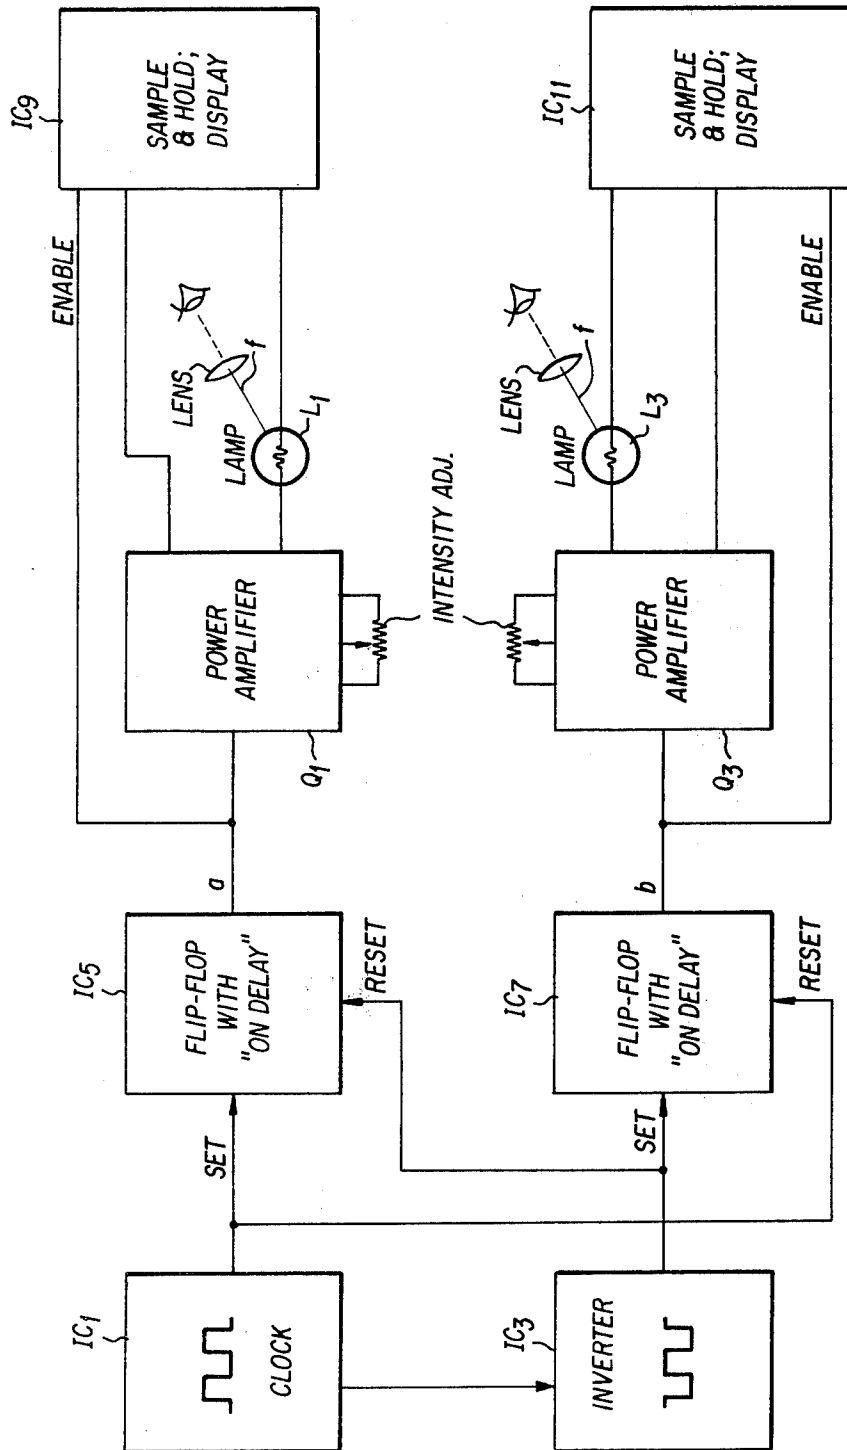 IC1
CLOCK
SET
IC5
FLIP-FLOP
WITH
"ON DELAY"
RESET
a
Q1
POWER
AMPLIFIER
LAMP
L1
LENS
f
ENABLE
IC9
SAMPLE
& HOLD;
DISPLAY
INTENSITY ADJ.
IC3
INVERTER
SET
IC7
FLIP-FLOP
WITH
"ON DELAY"
RESET
b
Q3
POWER
AMPLIFIER
LAMP
L3
LENS
f
ENABLE
IC11
SAMPLE
& HOLD;
DISPLAY